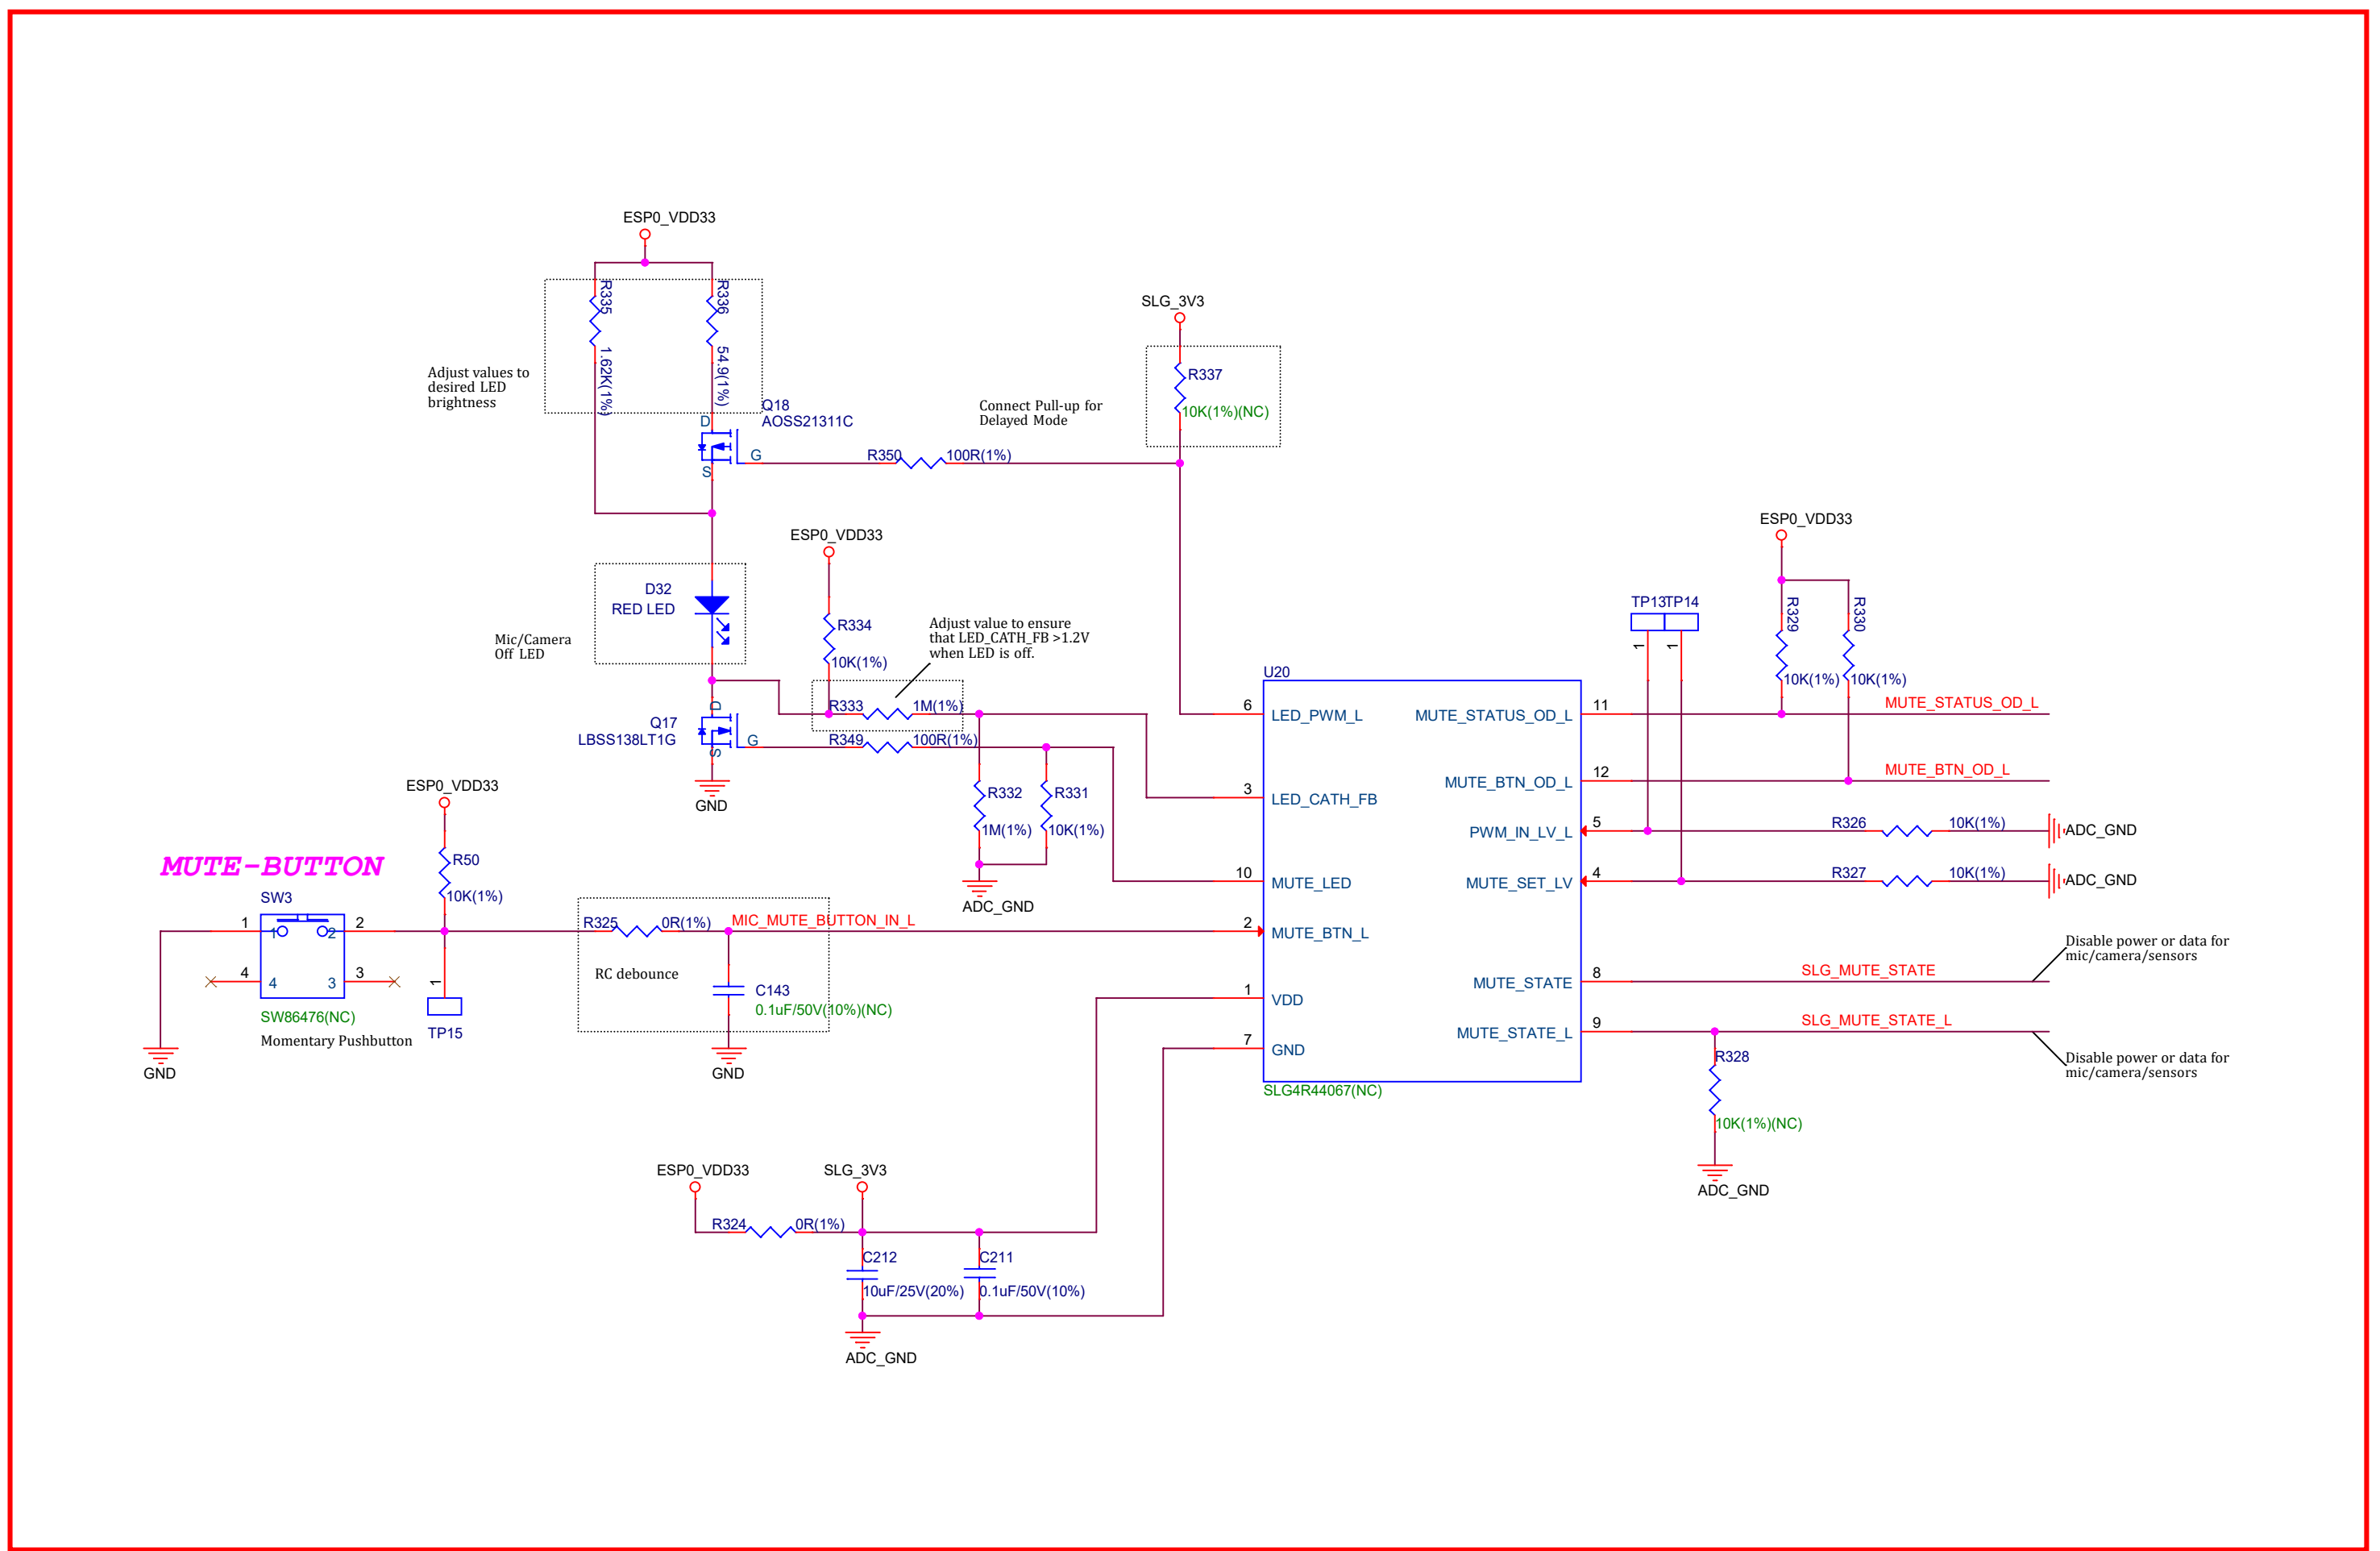 ESP0_VDD33
R335
1.62K(1%)
R336
54.9(1%)
Adjust values to
desired LED
brightness
Q18
AOSS21311C
D
G
S
R350
100R(1%)
Connect Pull-up for
Delayed Mode
SLG_3V3
R337
10K(1%)(NC)
D32
RED LED
Mic/Camera
Off LED
ESP0_VDD33
R334
10K(1%)
Adjust value to ensure
that LED_CATH_FB >1.2V
when LED is off.
R333
1M(1%)
Q17
LBSS138LT1G
D
G
S
GND
R349
100R(1%)
R332
1M(1%)
R331
10K(1%)
ADC_GND
ESP0_VDD33
R50
10K(1%)
MUTE-BUTTON
SW3
1
1
2
2
4
4
3
3
SW86476(NC)
Momentary Pushbutton
GND
1
TP15
R325
0R(1%)
MIC_MUTE_BUTTON_IN_L
RC debounce
C143
0.1uF/50V(10%)(NC)
GND
U20
6
LED_PWM_L
3
LED_CATH_FB
10
MUTE_LED
2
MUTE_BTN_L
1
VDD
7
GND
MUTE_STATUS_OD_L
11
MUTE_BTN_OD_L
12
PWM_IN_LV_L
5
MUTE_SET_LV
4
MUTE_STATE
8
MUTE_STATE_L
9
SLG4R44067(NC)
TP13
TP14
1
1
ESP0_VDD33
R329
10K(1%)
R330
10K(1%)
MUTE_STATUS_OD_L
MUTE_BTN_OD_L
R326
10K(1%)
ADC_GND
R327
10K(1%)
ADC_GND
SLG_MUTE_STATE
Disable power or data for
mic/camera/sensors
SLG_MUTE_STATE_L
Disable power or data for
mic/camera/sensors
R328
10K(1%)(NC)
ADC_GND
ESP0_VDD33
SLG_3V3
R324
0R(1%)
C212
10uF/25V(20%)
C211
0.1uF/50V(10%)
ADC_GND